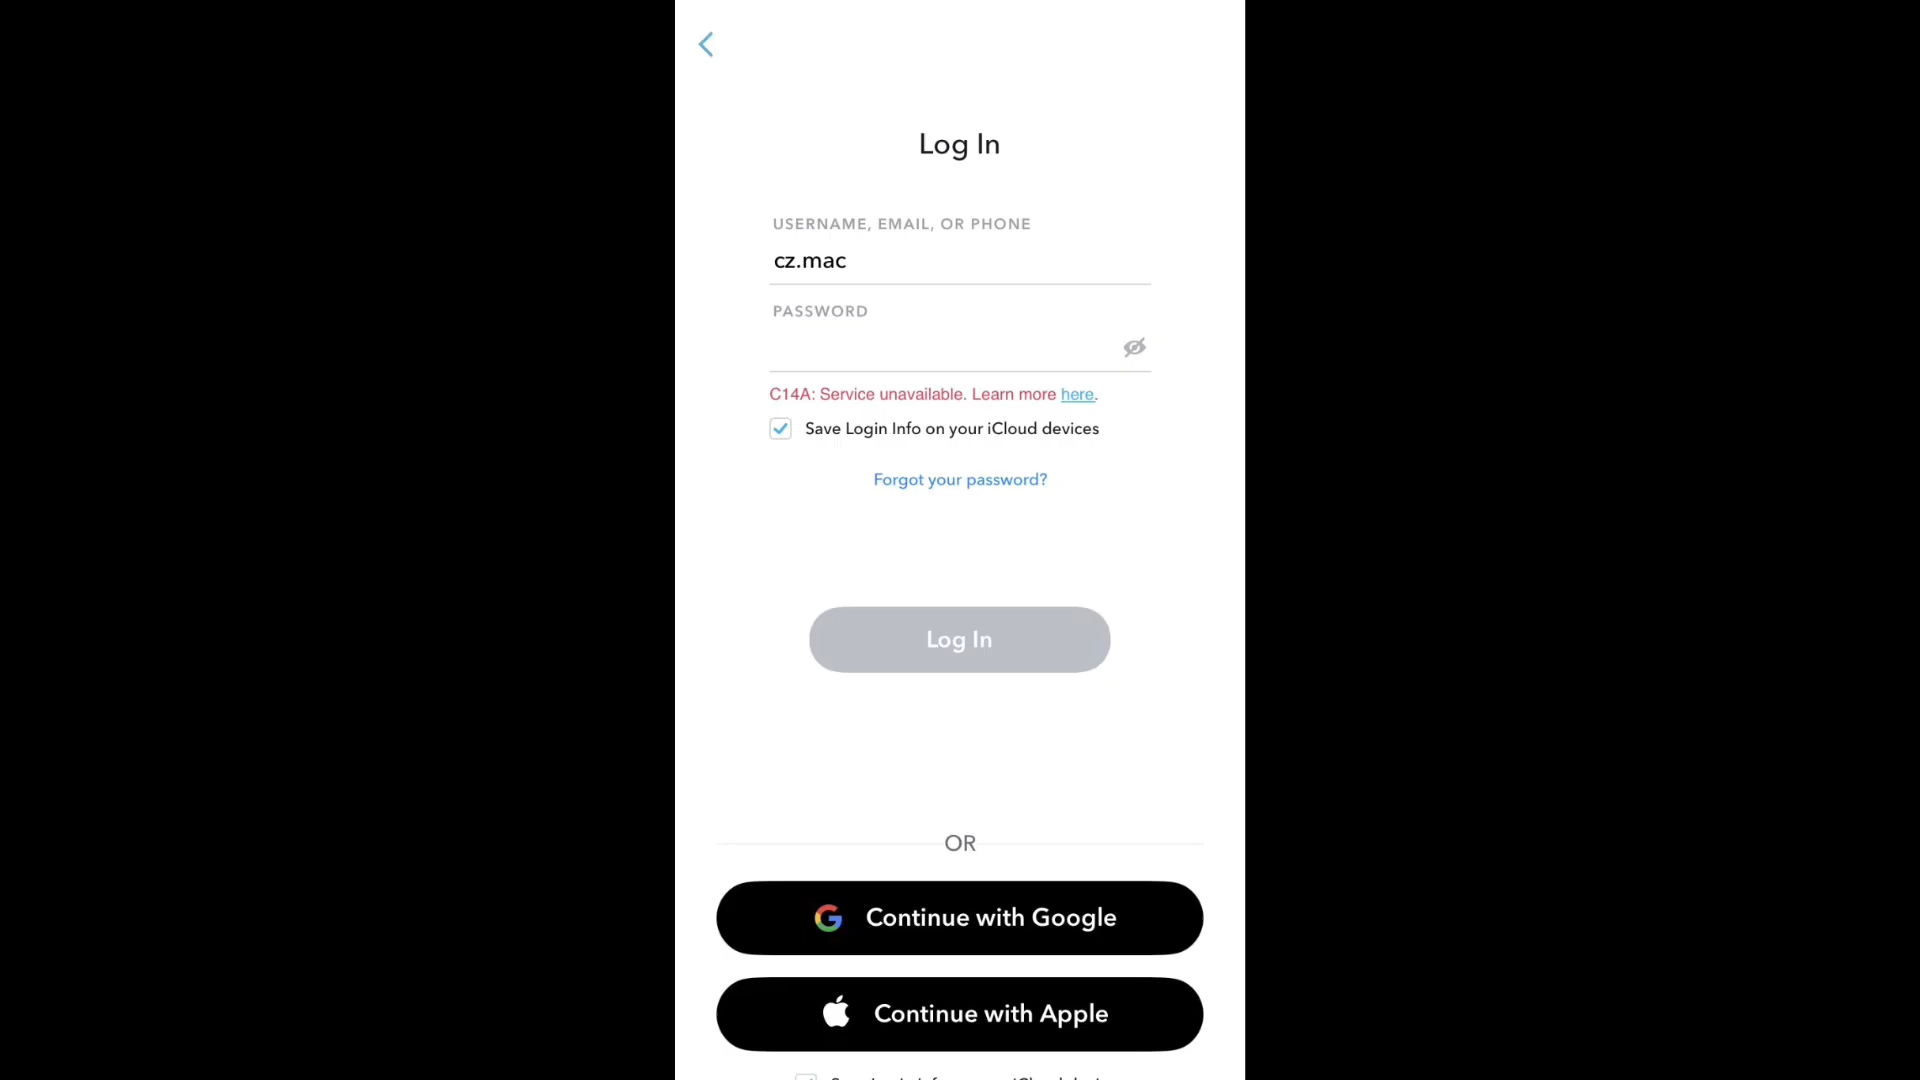 Log In
USERNAME, EMAIL, OR PHONE
cz.mac
PASSWORD
C14A: Service unavailable. Learn more here.
Save Login Info on your iCloud devices
Forgot your password?
Log In
OR
Continue with Google
Continue with Apple